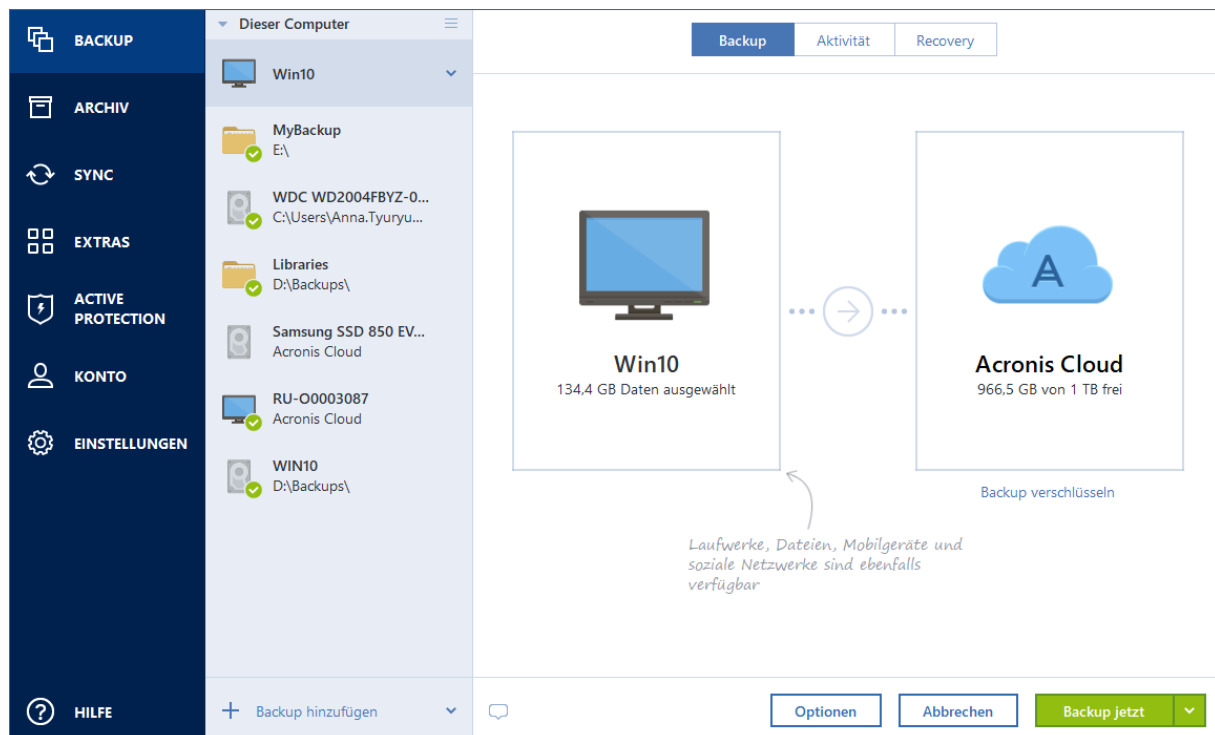 BACKUP
ARCHIV
SYNC
EXTRAS
ACTIVE
PROTECTION
KONTO
EINSTELLUNGEN
HILFE
Dieser Computer
Win10
MyBackup
E:\
WDC WD2004FBYZ-0...
C:\Users\Anna.Tyuryu...
Libraries
D:\Backups\
Samsung SSD 850 EV...
Acronis Cloud
RU-O0003087
Acronis Cloud
WIN10
D:\Backups\
Backup hinzufügen
Backup Aktivität Recovery
Win10
134,4 GB Daten ausgewählt
Acronis Cloud
966,5 GB von 1 TB frei
Backup verschlüsseln
Laufwerke, Dateien, Mobilgeräte und
soziale Netzwerke sind ebenfalls
verfügbar
Optionen Abbrechen Backup jetzt